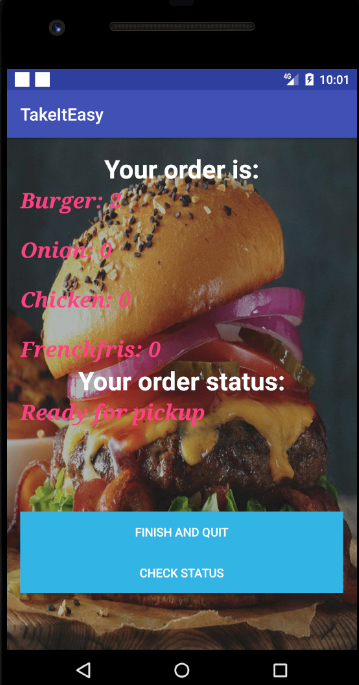 4G 10:01
TakeItEasy
Your order is:
Burger: 2
Onion: 0
Chicken: 0
Frenchfris: 0
Your order status:
Ready for pickup
FINISH AND QUIT
CHECK STATUS